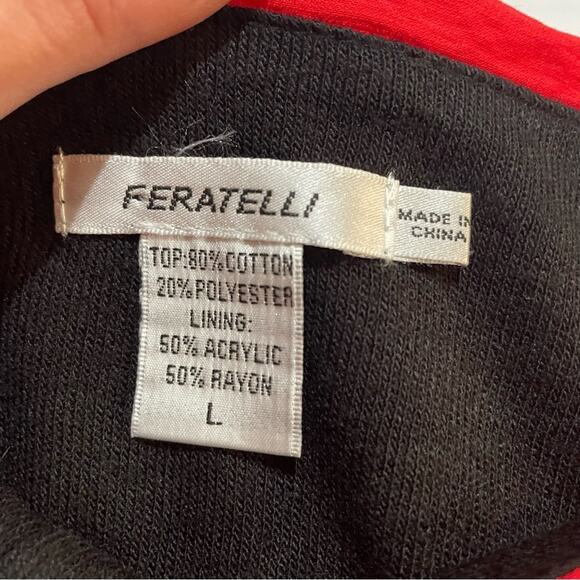 FERATELLI
MADE IN
CHINA
TOP:80%COTTON
20%POLYESTER
LINING:
50% ACRYLIC
50% RAYON
L